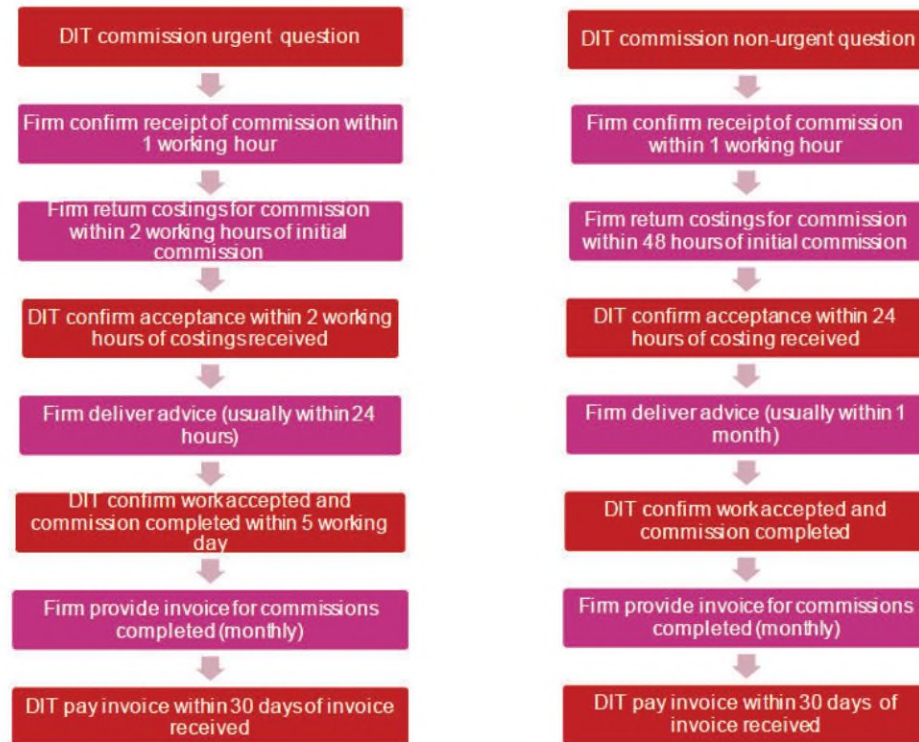 DIT commission urgent question
Firm confirm receipt of commission within
1 working hour
Firm return costings for commission
within 2 working hours of initial
commission
DIT confirm acceptance within 2 working
hours of costings received
Firm deliver advice (usually within 24
hours)
DIT confirm work accepted and
commission completed within 5 working
day
Firm provide invoice for commissions
completed (monthly)
DIT pay invoice within 30 days of invoice
received
DIT commission non-urgent question
Firm confirm receipt of commission
within 1 working hour
Firm return costings for commission
within 48 hours of initial commission
DIT confirm acceptance within 24
hours of costing received
Firm deliver advice (usually within 1
month)
DIT confirm work accepted and
commission completed
Firm provide invoice for commissions
completed (monthly)
DIT pay invoice within 30 days of
invoice received